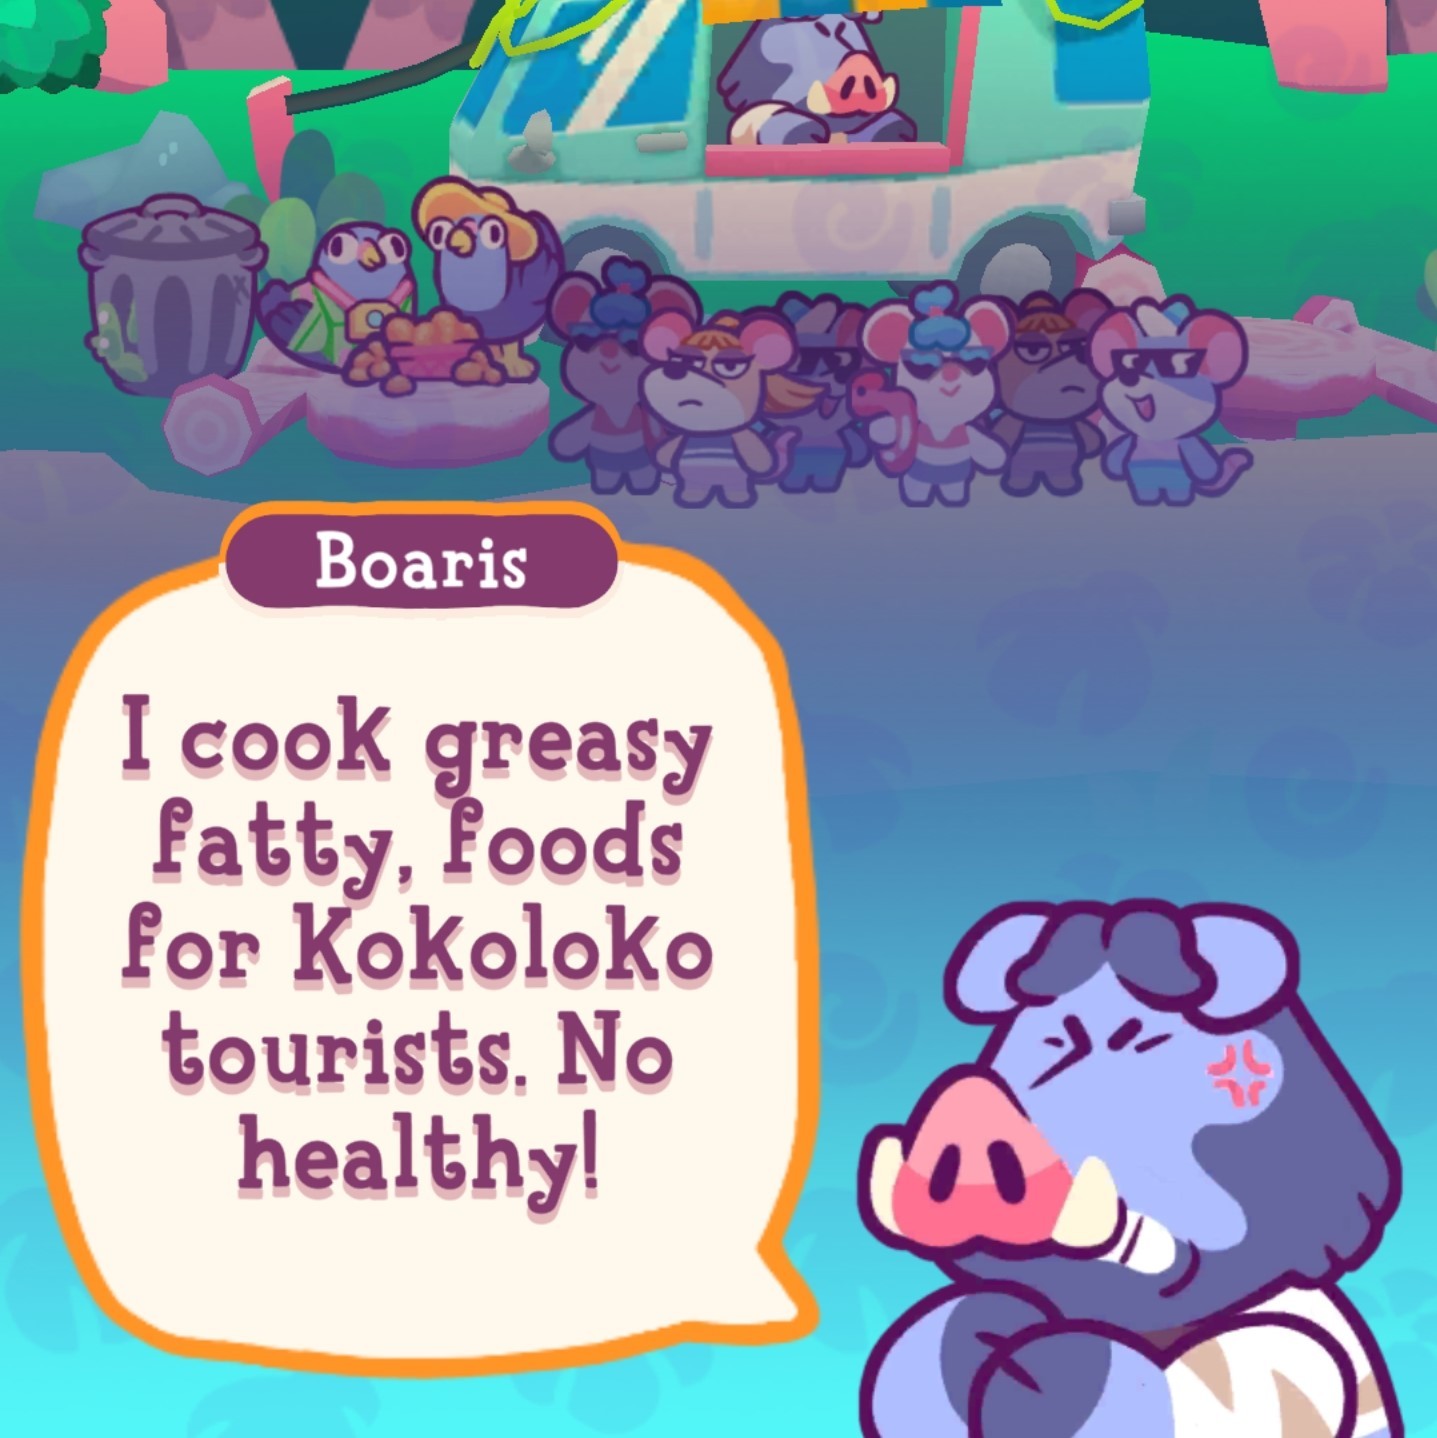 Boaris
I cook greasy
fatty, foods
for Kokoloko
tourists. No
healthy!